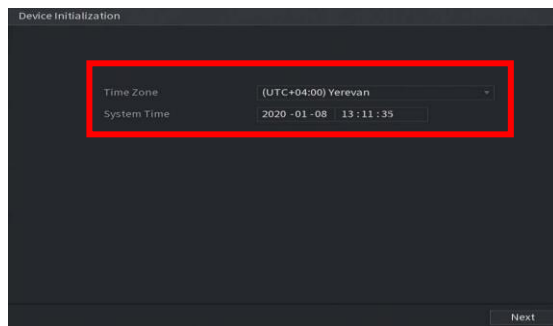 Device Initialization
Time Zone (UTC+04:00) Yerevan
System Time 2020 -01 -08 13 : 11 : 35
Next